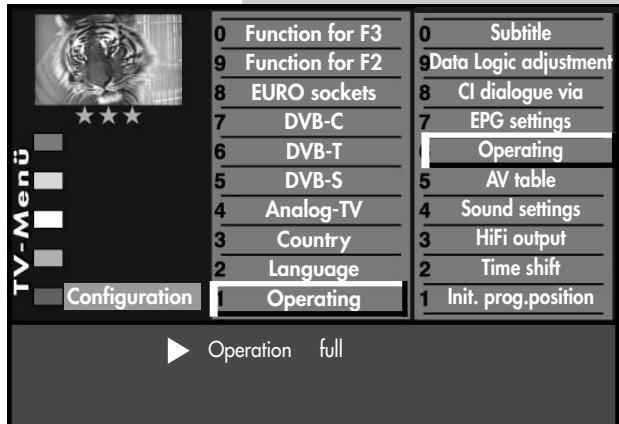 TV-Menü
Configuration
0 Function for F3
9 Function for F2
8 EURO sockets
7 DVB-C
6 DVB-T
5 DVB-S
4 Analog-TV
3 Country
2 Language
1 Operating
0 Subtitle
9 Data Logic adjustment
8 CI dialogue via
7 EPG settings
6 Operating
5 AV table
4 Sound settings
3 HiFi output
2 Time shift
1 Init. prog.position
Operation full